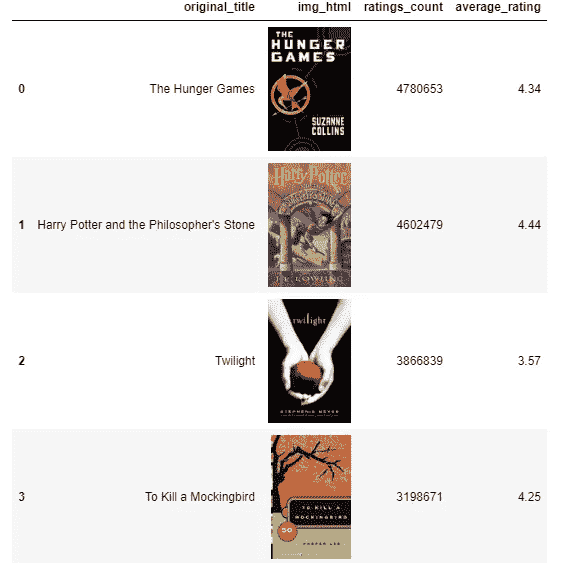 original_title img_html ratings_count average_rating
0 The Hunger Games 4780653 4.34
THE
HUNGER
GAMES
SUZANNE
COLLINS
1 Harry Potter and the Philosopher's Stone 4602479 4.44
Harry Potter
J.K. ROWLING
2 Twilight 3866839 3.57
twilight
STEPHENIE MEYER
3 To Kill a Mockingbird 3198671 4.25
TO KILL A
MOCKINGBIRD
50
HARPER LEE